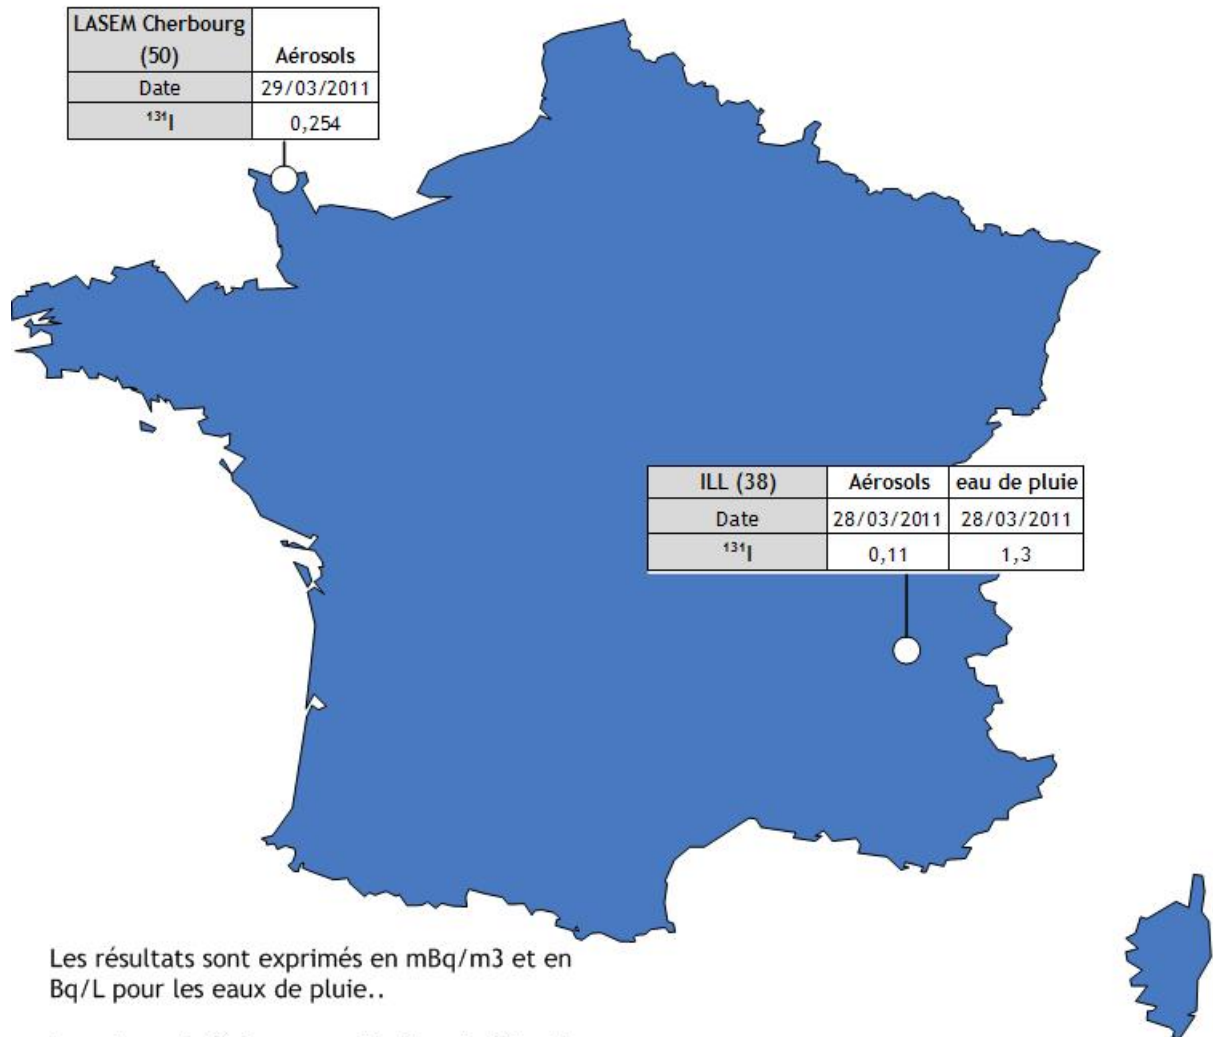 LASEM Cherbourg (50) Aérosols
Date 29/03/2011
¹³¹I 0,254
ILL (38) Aérosols eau de pluie
Date 28/03/2011 28/03/2011
¹³¹I 0,11 1,3
Les résultats sont exprimés en mBq/m3 et en
Bq/L pour les eaux de pluie..